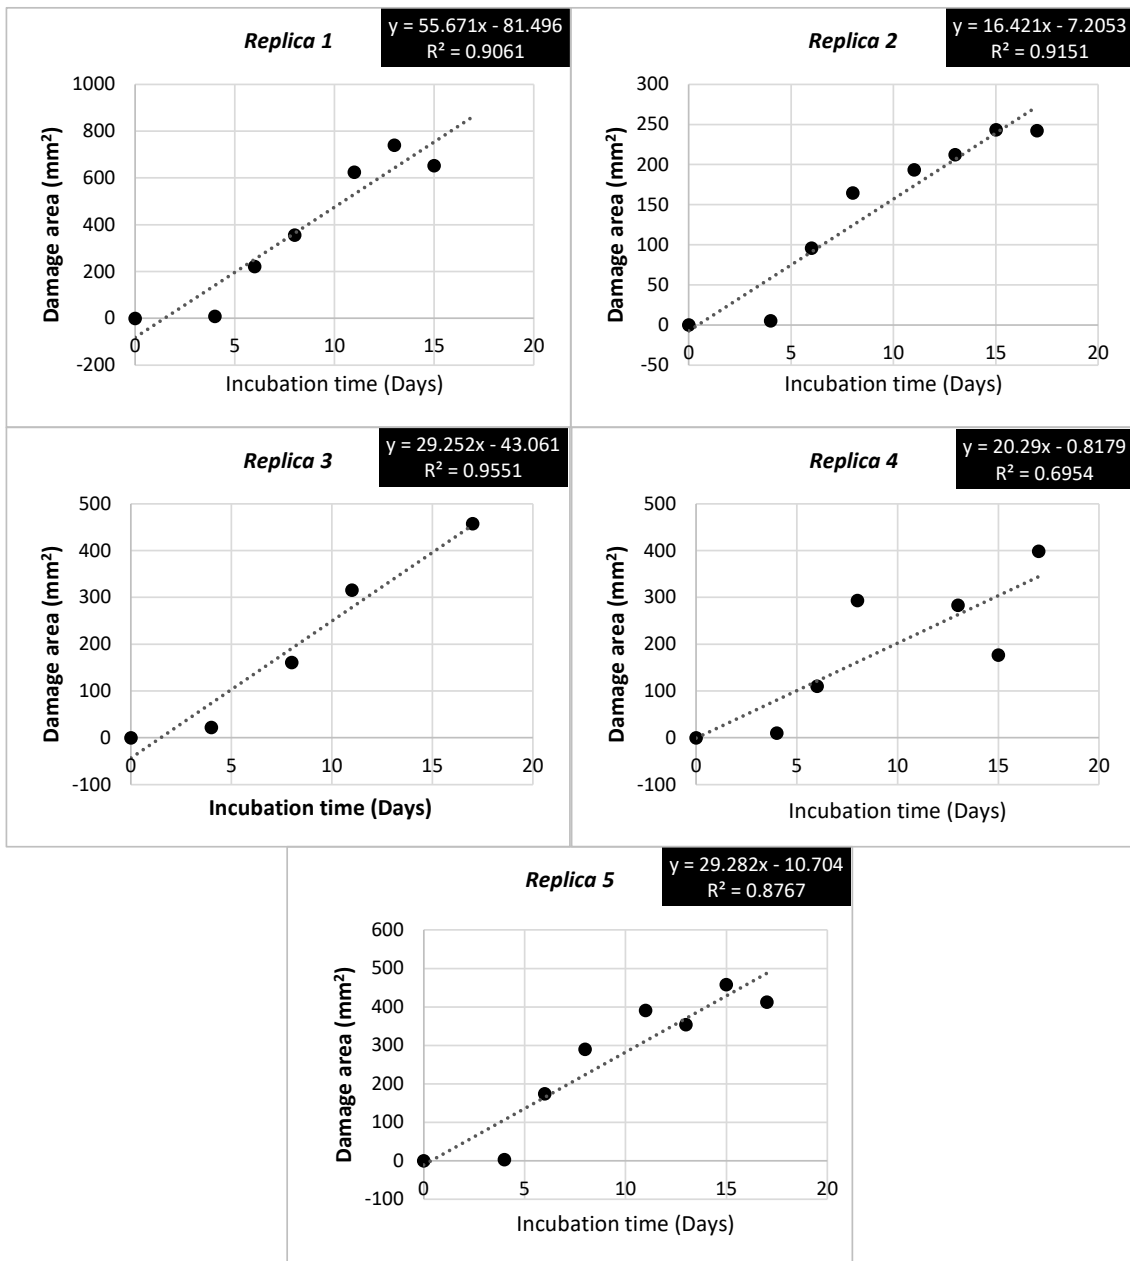 Replica 1
y = 55.671x - 81.496
R² = 0.9061
Damage area (mm²)
1000
800
600
400
200
0
-200
0 5 10 15 20
Incubation time (Days)
Replica 2
y = 16.421x - 7.2053
R² = 0.9151
Damage area (mm²)
300
250
200
150
100
50
0
-50
0 5 10 15 20
Incubation time (Days)
Replica 3
y = 29.252x - 43.061
R² = 0.9551
Damage area (mm²)
500
400
300
200
100
0
-100
0 5 10 15 20
Incubation time (Days)
Replica 4
y = 20.29x - 0.8179
R² = 0.6954
Damage area (mm²)
500
400
300
200
100
0
-100
0 5 10 15 20
Incubation time (Days)
Replica 5
y = 29.282x - 10.704
R² = 0.8767
Damage area (mm²)
600
500
400
300
200
100
0
-100
0 5 10 15 20
Incubation time (Days)